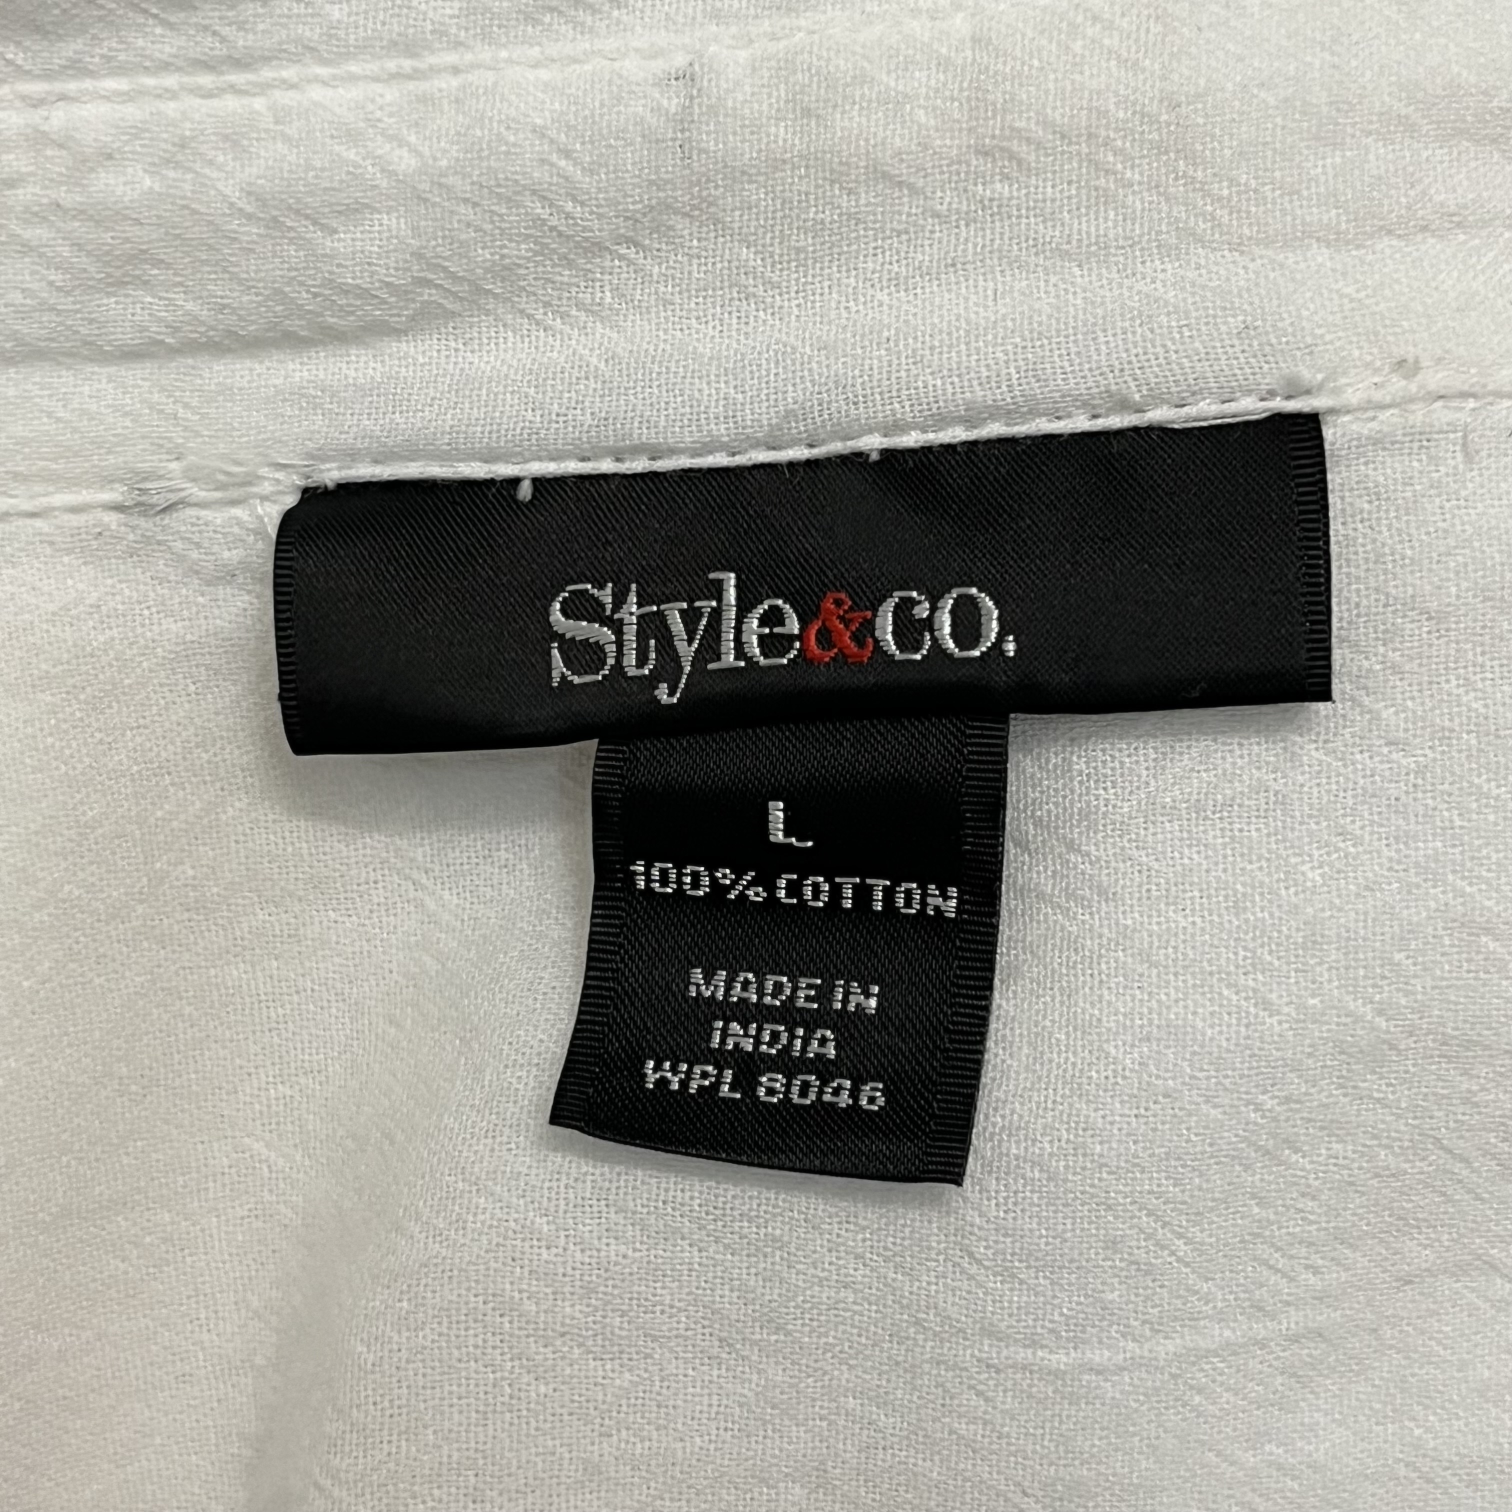 Style&co.
L
100% COTTON
MADE IN
INDIA
WPL 8046